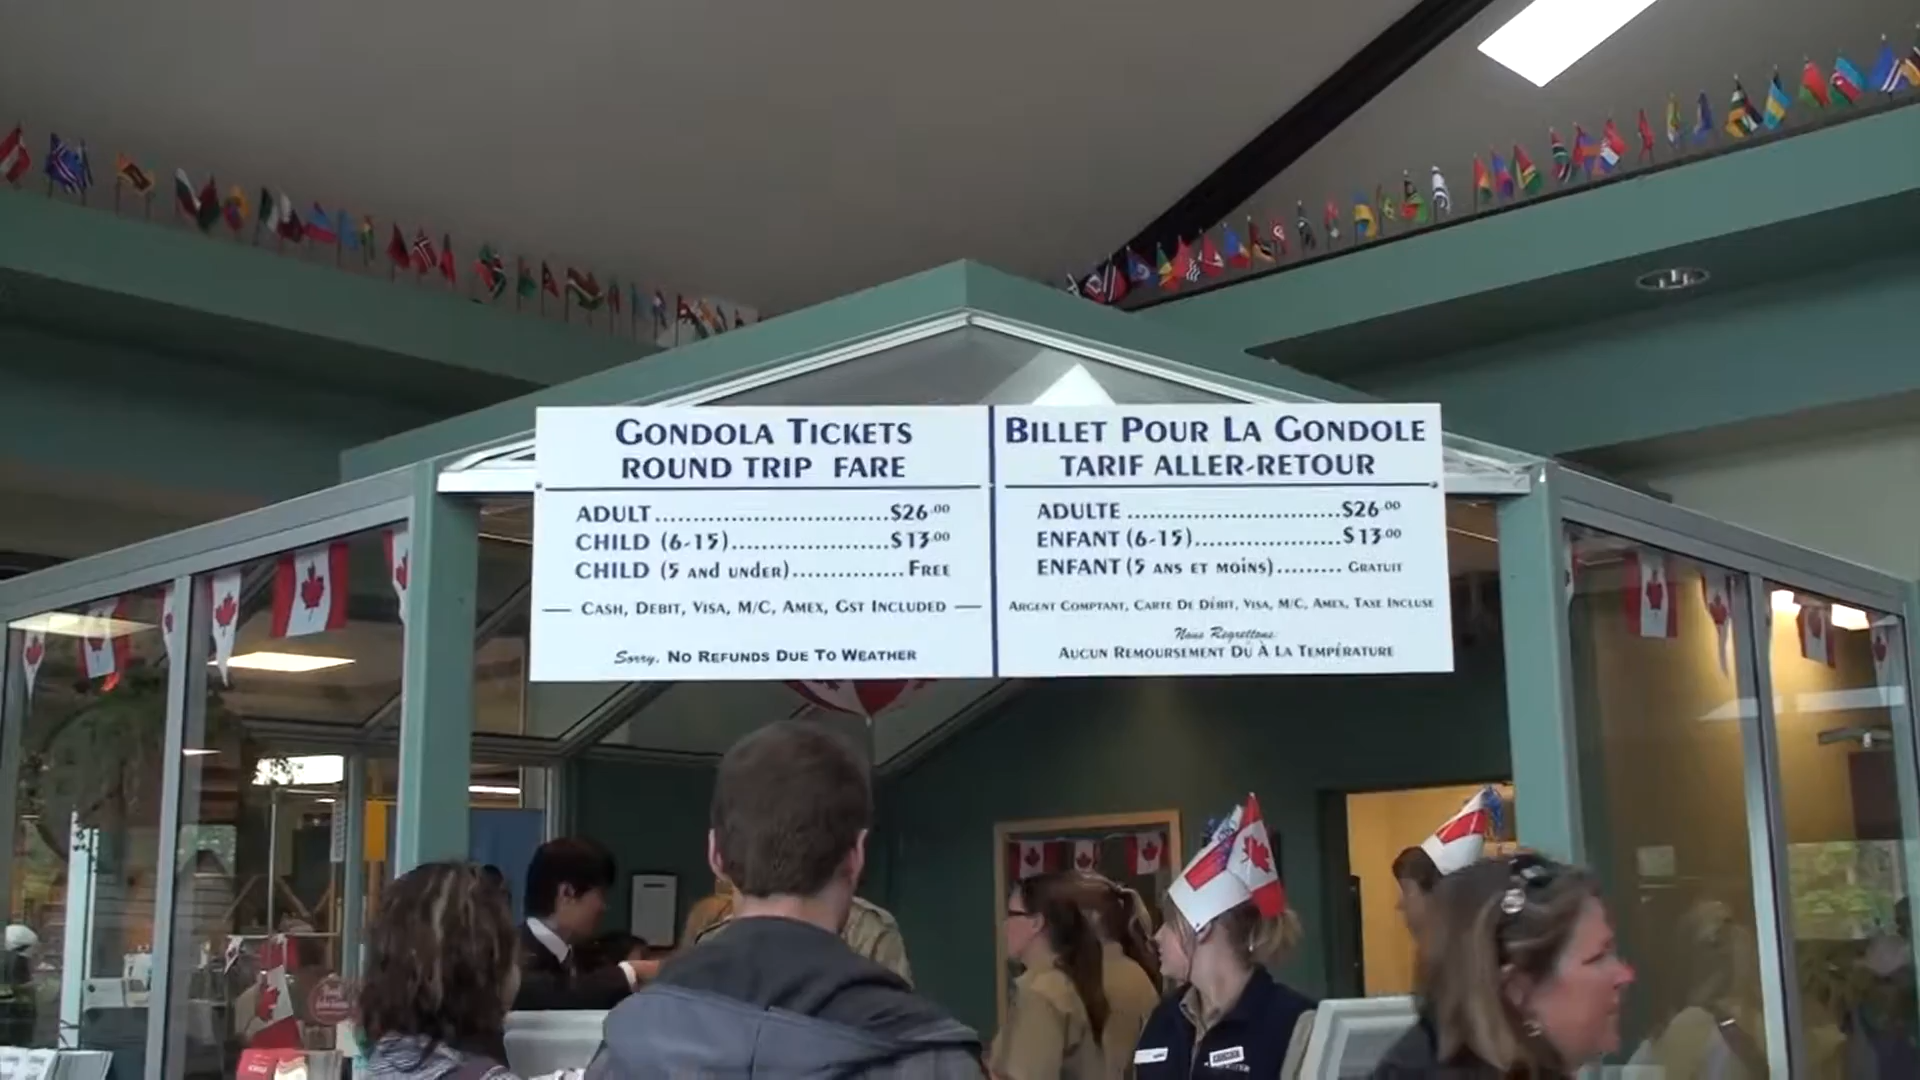 GONDOLA TICKETS
ROUND TRIP FARE
ADULT..............................$26.00
CHILD (6-15)....................$13.00
CHILD (5 AND UNDER)...............FREE
CASH, DEBIT, VISA, M/C, AMEX, GST INCLUDED
Sorry, NO REFUNDS DUE TO WEATHER
BILLET POUR LA GONDOLE
TARIF ALLER-RETOUR
ADULTE ............................$26.00
ENFANT (6-15)...................$13.00
ENFANT (5 ANS ET MOINS)......... GRATUIT
ARGENT COMPTANT, CARTE DE DÉBIT, VISA, M/C, AMEX, TAXE INCLUSE
Nous Regrettons:
AUCUN REMOURSEMENT DÛ À LA TEMPÉRATURE